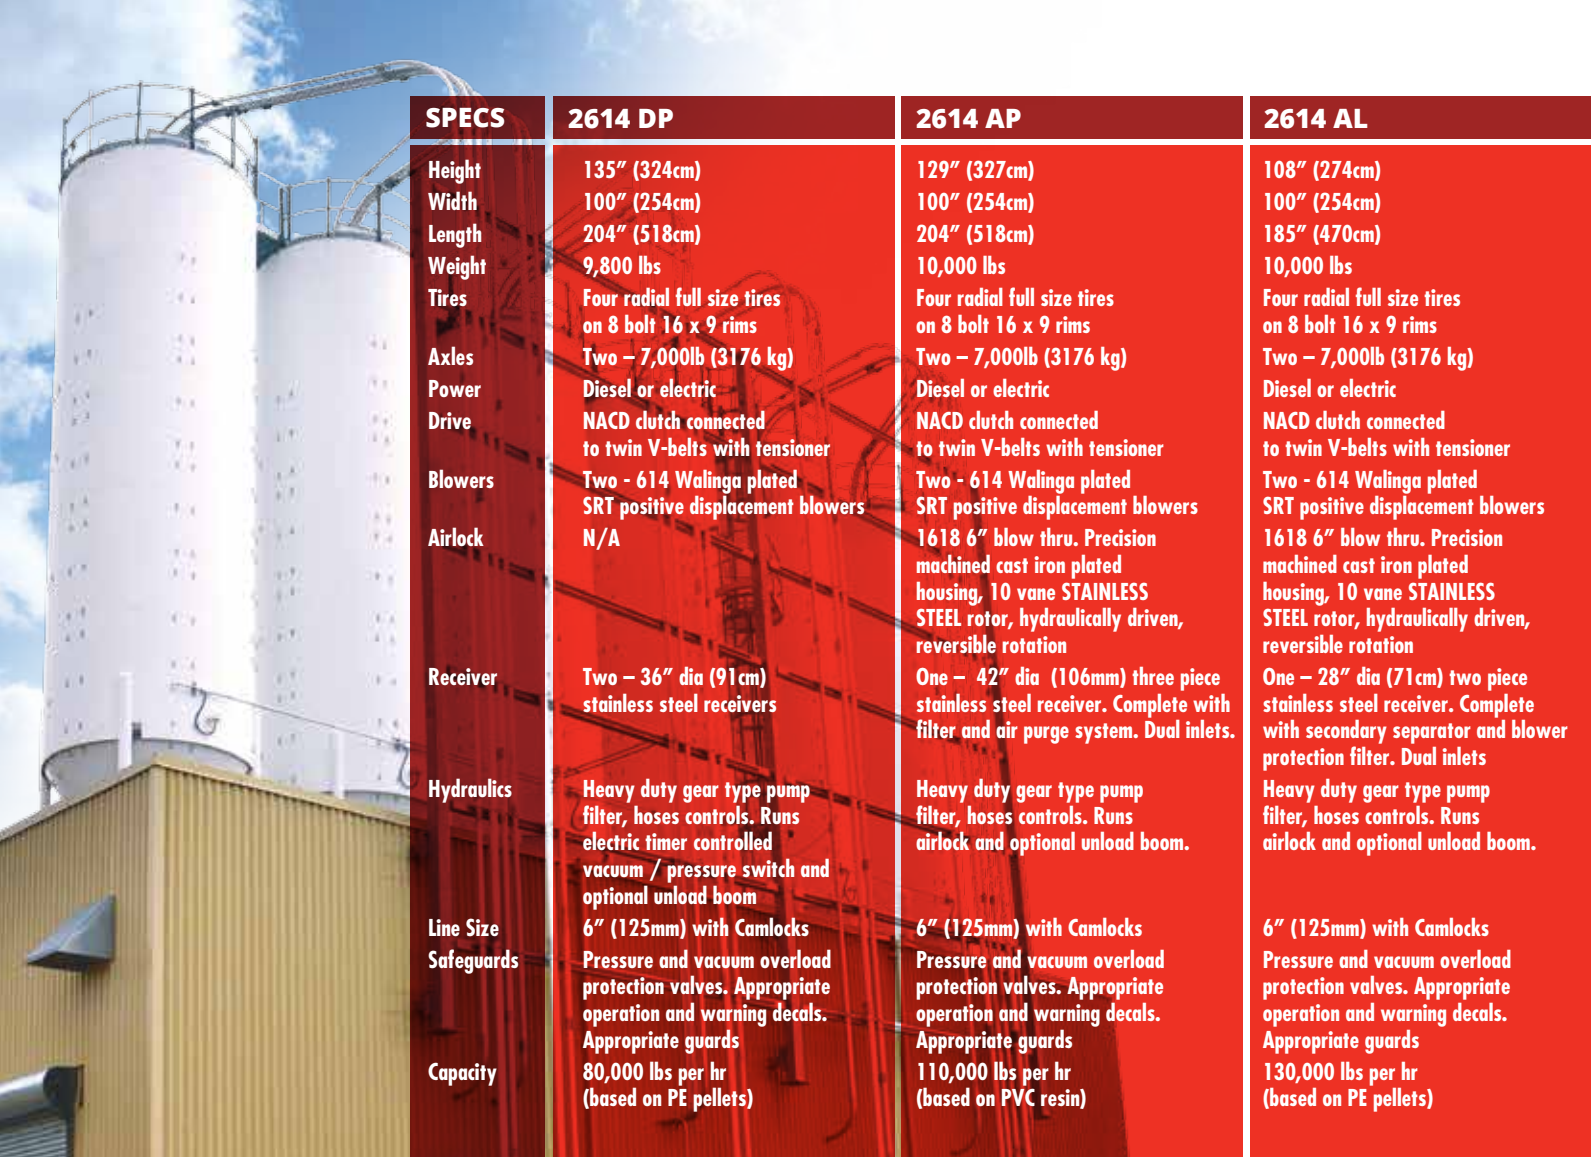 SPECS 2614 DP 2614 AP 2614 AL
Height 135″ (324cm) 129″ (327cm) 108″ (274cm)
Width 100″ (254cm) 100″ (254cm) 100″ (254cm)
Length 204″ (518cm) 204″ (518cm) 185″ (470cm)
Weight 9,800 lbs 10,000 lbs 10,000 lbs
Tires Four radial full size tires Four radial full size tires Four radial full size tires
on 8 bolt 16 x 9 rims on 8 bolt 16 x 9 rims on 8 bolt 16 x 9 rims
Axles Two – 7,000lb (3176 kg) Two – 7,000lb (3176 kg) Two – 7,000lb (3176 kg)
Power Diesel or electric Diesel or electric Diesel or electric
Drive NACD clutch connected NACD clutch connected NACD clutch connected
to twin V-belts with tensioner to twin V-belts with tensioner to twin V-belts with tensioner
Blowers Two - 614 Walinga plated Two - 614 Walinga plated Two - 614 Walinga plated
SRT positive displacement blowers SRT positive displacement blowers SRT positive displacement blowers
Airlock N/A 1618 6″ blow thru. Precision 1618 6″ blow thru. Precision
machined cast iron plated machined cast iron plated
housing, 10 vane STAINLESS housing, 10 vane STAINLESS
STEEL rotor, hydraulically driven, STEEL rotor, hydraulically driven,
reversible rotation reversible rotation
Receiver Two – 36″ dia (91cm) One – 42″ dia (106mm) three piece One – 28″ dia (71cm) two piece
stainless steel receivers stainless steel receiver. Complete with stainless steel receiver. Complete
filter and air purge system. Dual inlets. with secondary separator and blower
protection filter. Dual inlets
Hydraulics Heavy duty gear type pump Heavy duty gear type pump Heavy duty gear type pump
filter, hoses controls. Runs filter, hoses controls. Runs filter, hoses controls. Runs
electric timer controlled airlock and optional unload boom. airlock and optional unload boom.
vacuum / pressure switch and
optional unload boom
Line Size 6″ (125mm) with Camlocks 6″ (125mm) with Camlocks 6″ (125mm) with Camlocks
Safeguards Pressure and vacuum overload Pressure and vacuum overload Pressure and vacuum overload
protection valves. Appropriate protection valves. Appropriate protection valves. Appropriate
operation and warning decals. operation and warning decals. operation and warning decals.
Appropriate guards Appropriate guards Appropriate guards
Capacity 80,000 lbs per hr 110,000 lbs per hr 130,000 lbs per hr
(based on PE pellets) (based on PVC resin) (based on PE pellets)